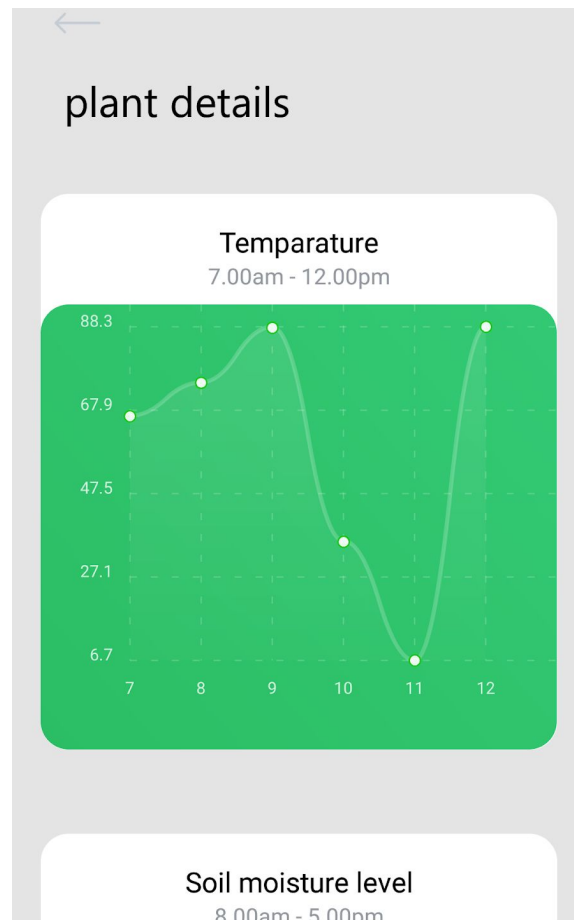 plant details
Temparature
7.00am - 12.00pm
88.3
67.9
47.5
27.1
6.7
7 8 9 10 11 12
Soil moisture level
8.00am - 5.00pm